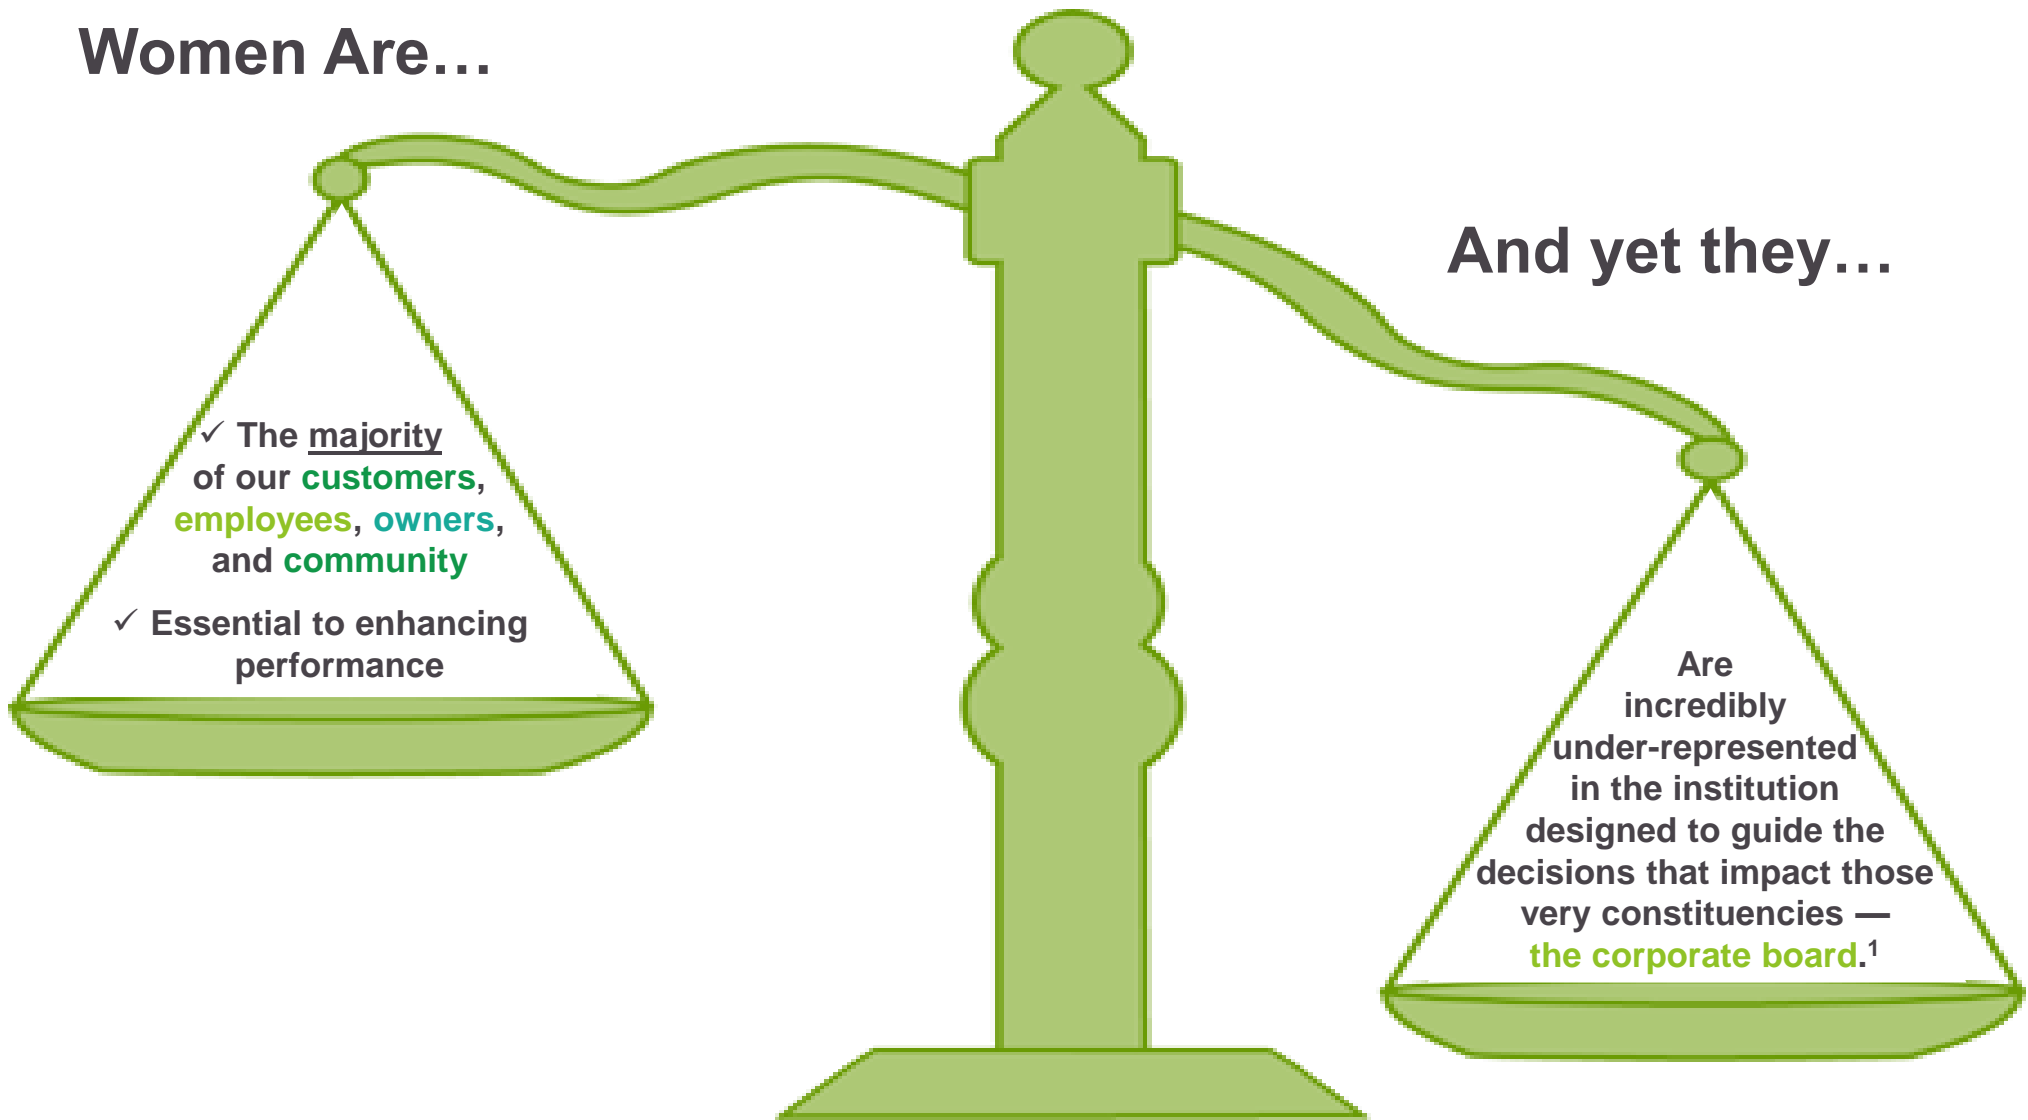 Women Are…
And yet they…
✓ The majority
of our customers,
employees, owners,
and community
✓ Essential to enhancing
performance
Are
incredibly
under-represented
in the institution
designed to guide the
decisions that impact those
very constituencies —
the corporate board.¹